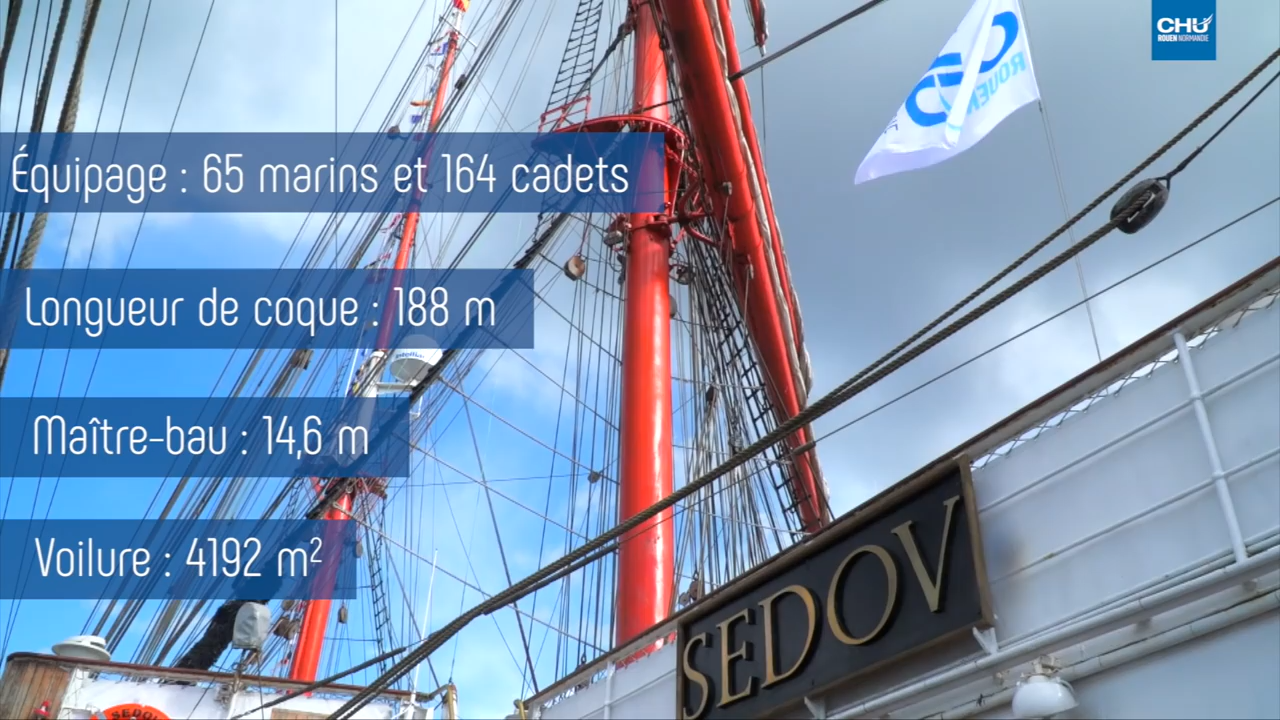 CHU
ROUEN NORMANDIE
ROUEN
Équipage : 65 marins et 164 cadets
Longueur de coque : 188 m
Maître-bau : 14,6 m
Voilure : 4192 m²
SEDOV
SEDOV